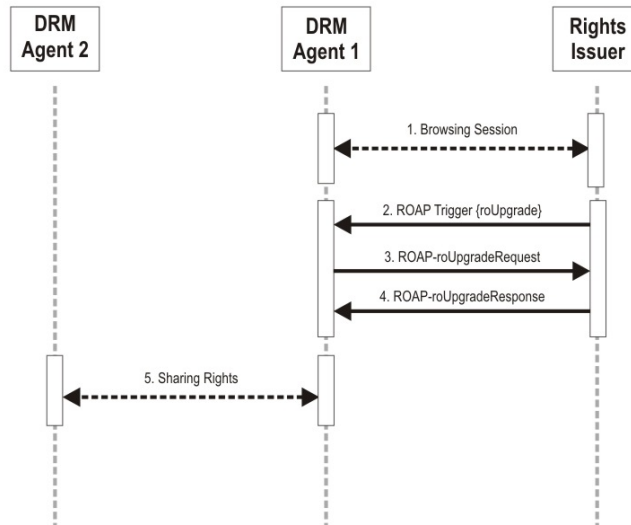 DRM
Agent 2
DRM
Agent 1
Rights
Issuer
1. Browsing Session
2. ROAP Trigger {roUpgrade}
3. ROAP-roUpgradeRequest
4. ROAP-roUpgradeResponse
5. Sharing Rights